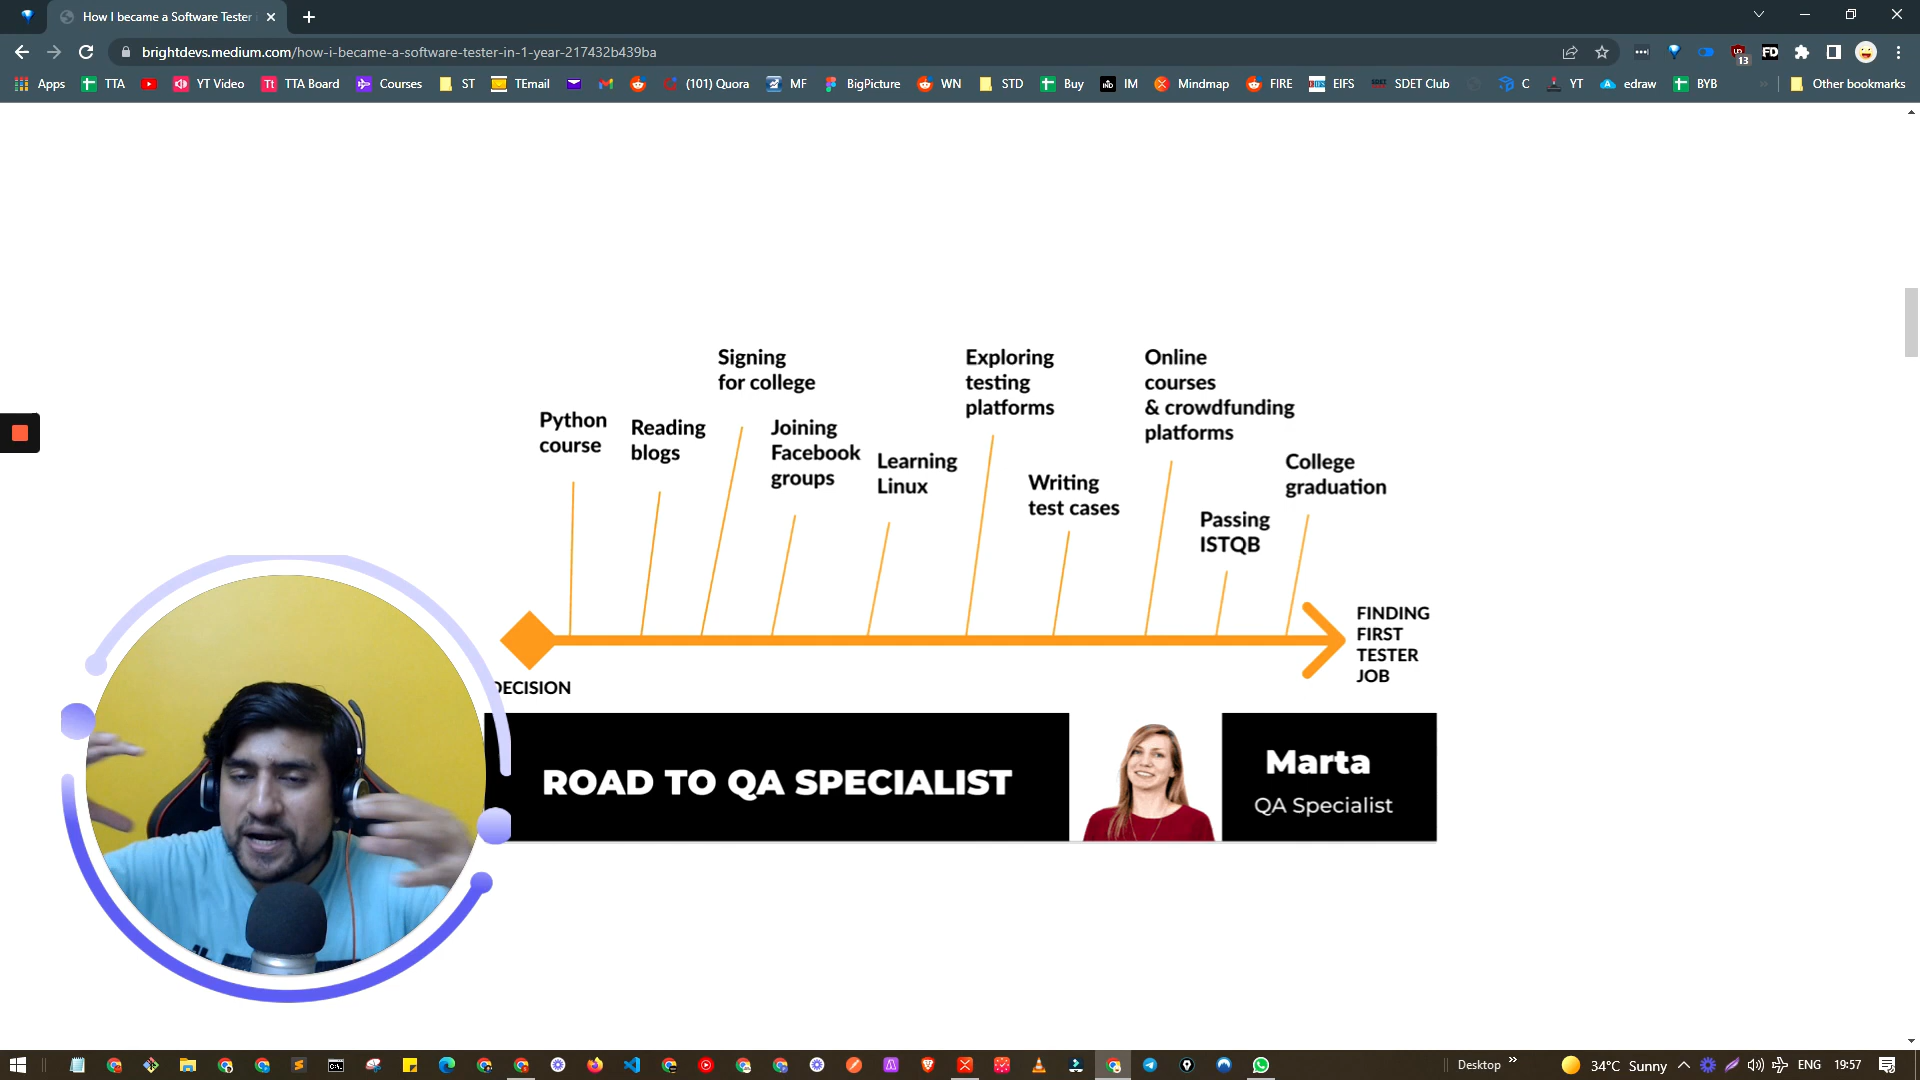 How I became a Software Tester i
brightdevs.medium.com/how-i-became-a-software-tester-in-1-year-217432b439ba
13
FD
Apps TTA YT Video Tt TTA Board Courses ST TEmail (101) Quora MF BigPicture WN STD Buy IM Mindmap FIRE EIFS SDET Club C YT edraw BYB » Other bookmarks
Python
course
Reading
blogs
Signing
for college
Joining
Facebook
groups
Learning
Linux
Exploring
testing
platforms
Writing
test cases
Online
courses
& crowdfunding
platforms
Passing
ISTQB
College
graduation
FINDING
FIRST
TESTER
JOB
DECISION
ROAD TO QA SPECIALIST
Marta
QA Specialist
Desktop » 34°C Sunny ENG 19:57